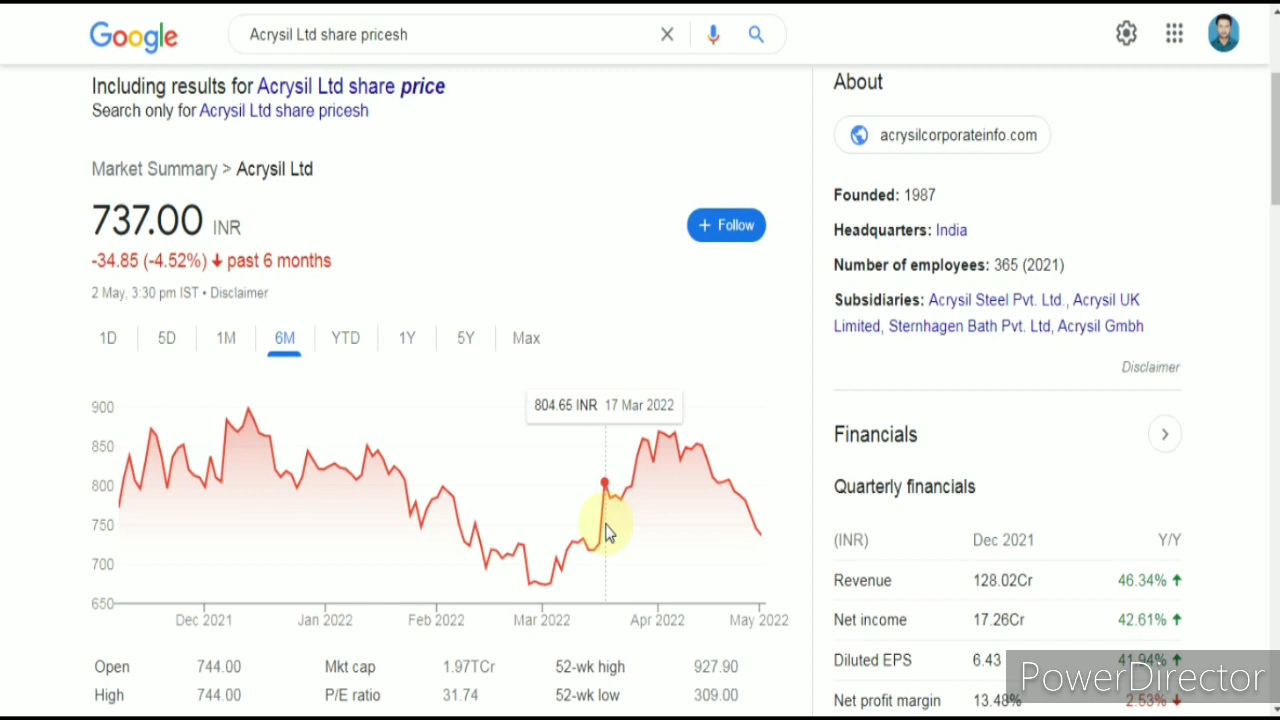 Google
Acrysil Ltd share pricesh
Including results for Acrysil Ltd share price
Search only for Acrysil Ltd share pricesh
Market Summary > Acrysil Ltd
737.00 INR
+ Follow
-34.85 (-4.52%) past 6 months
2 May, 3:30 pm IST • Disclaimer
1D 5D 1M 6M YTD 1Y 5Y Max
804.65 INR 17 Mar 2022
900
850
800
750
700
650
Dec 2021 Jan 2022 Feb 2022 Mar 2022 Apr 2022 May 2022
Open 744.00 Mkt cap 1.97TCr 52-wk high 927.90
High 744.00 P/E ratio 31.74 52-wk low 309.00
About
acrysilcorporateinfo.com
Founded: 1987
Headquarters: India
Number of employees: 365 (2021)
Subsidiaries: Acrysil Steel Pvt. Ltd., Acrysil UK
Limited, Sternhagen Bath Pvt. Ltd, Acrysil Gmbh
Disclaimer
Financials
Quarterly financials
(INR) Dec 2021 Y/Y
Revenue 128.02Cr 46.34%
Net income 17.26Cr 42.61%
Diluted EPS 6.43 41.94%
Net profit margin 13.48% 2.53%
PowerDirector